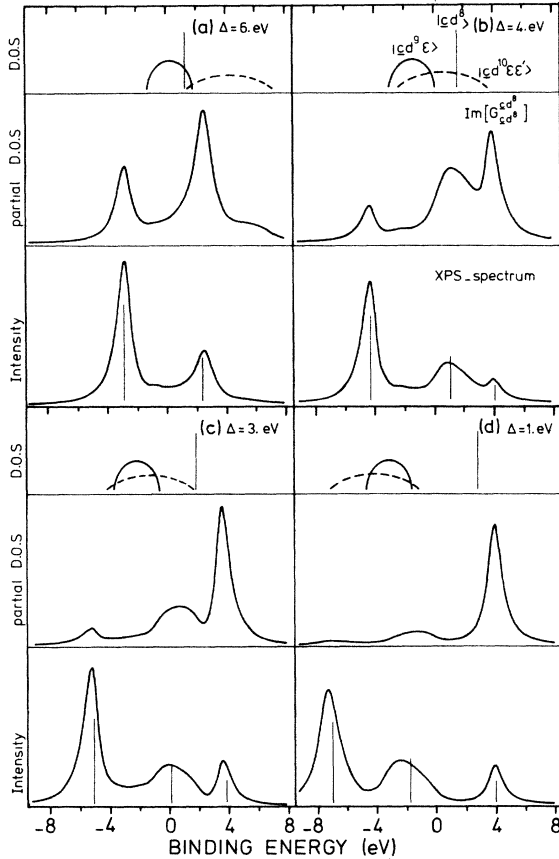 D.O.S
(a) Δ=6. eV
|c̲d⁸⟩
(b) Δ=4. eV
|c̲d⁹ε⟩
|c̲d¹⁰εε'⟩
partial D.O.S
Im[G c̲d⁸ c̲d⁸]
Intensity
XPS_spectrum
D.O.S
(c) Δ=3. eV
(d) Δ=1. eV
partial D.O.S
Intensity
-8 -4 0 4 -8 -4 0 4 8
BINDING ENERGY (eV)